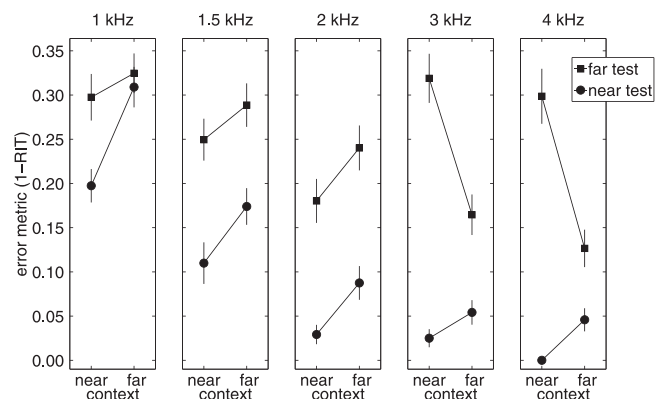 1 kHz 1.5 kHz 2 kHz 3 kHz 4 kHz
0.35
0.30
0.25
0.20
0.15
0.10
0.05
0.00
error metric (1−RIT)
far test
near test
near far near far near far near far near far
context context context context context